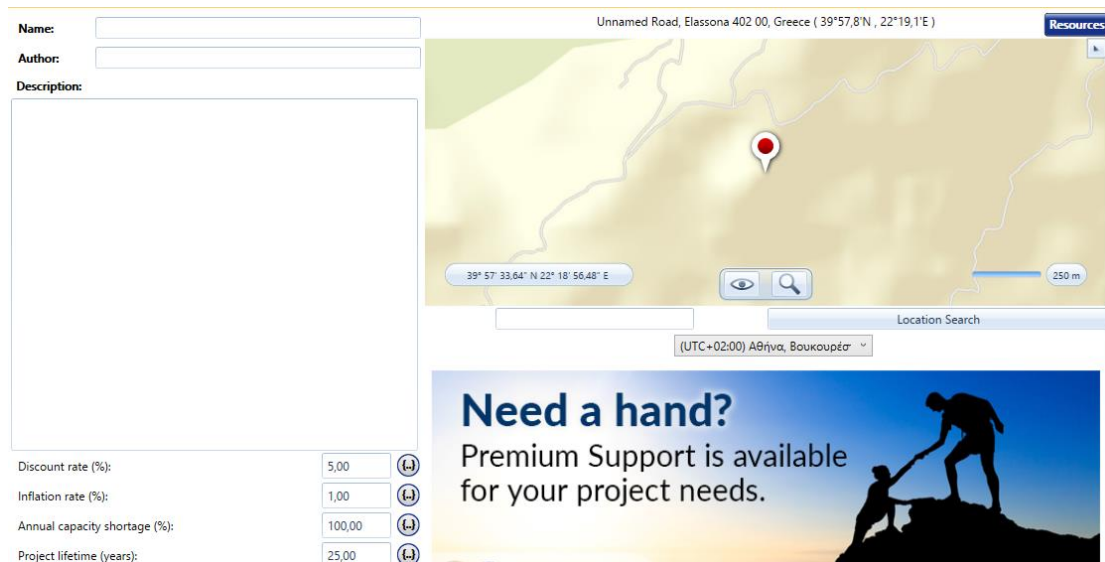 Name:
Author:
Description:
Discount rate (%):
5,00
{..}
Inflation rate (%):
1,00
{..}
Annual capacity shortage (%):
100,00
{..}
Project lifetime (years):
25,00
{..}
Unnamed Road, Elassona 402 00, Greece ( 39°57,8'N , 22°19,1'E )
Resources
39° 57' 33,64" N 22° 18' 56,48" E
250 m
Location Search
(UTC+02:00) Αθήνα, Βουκουρέστ
Need a hand?
Premium Support is available
for your project needs.